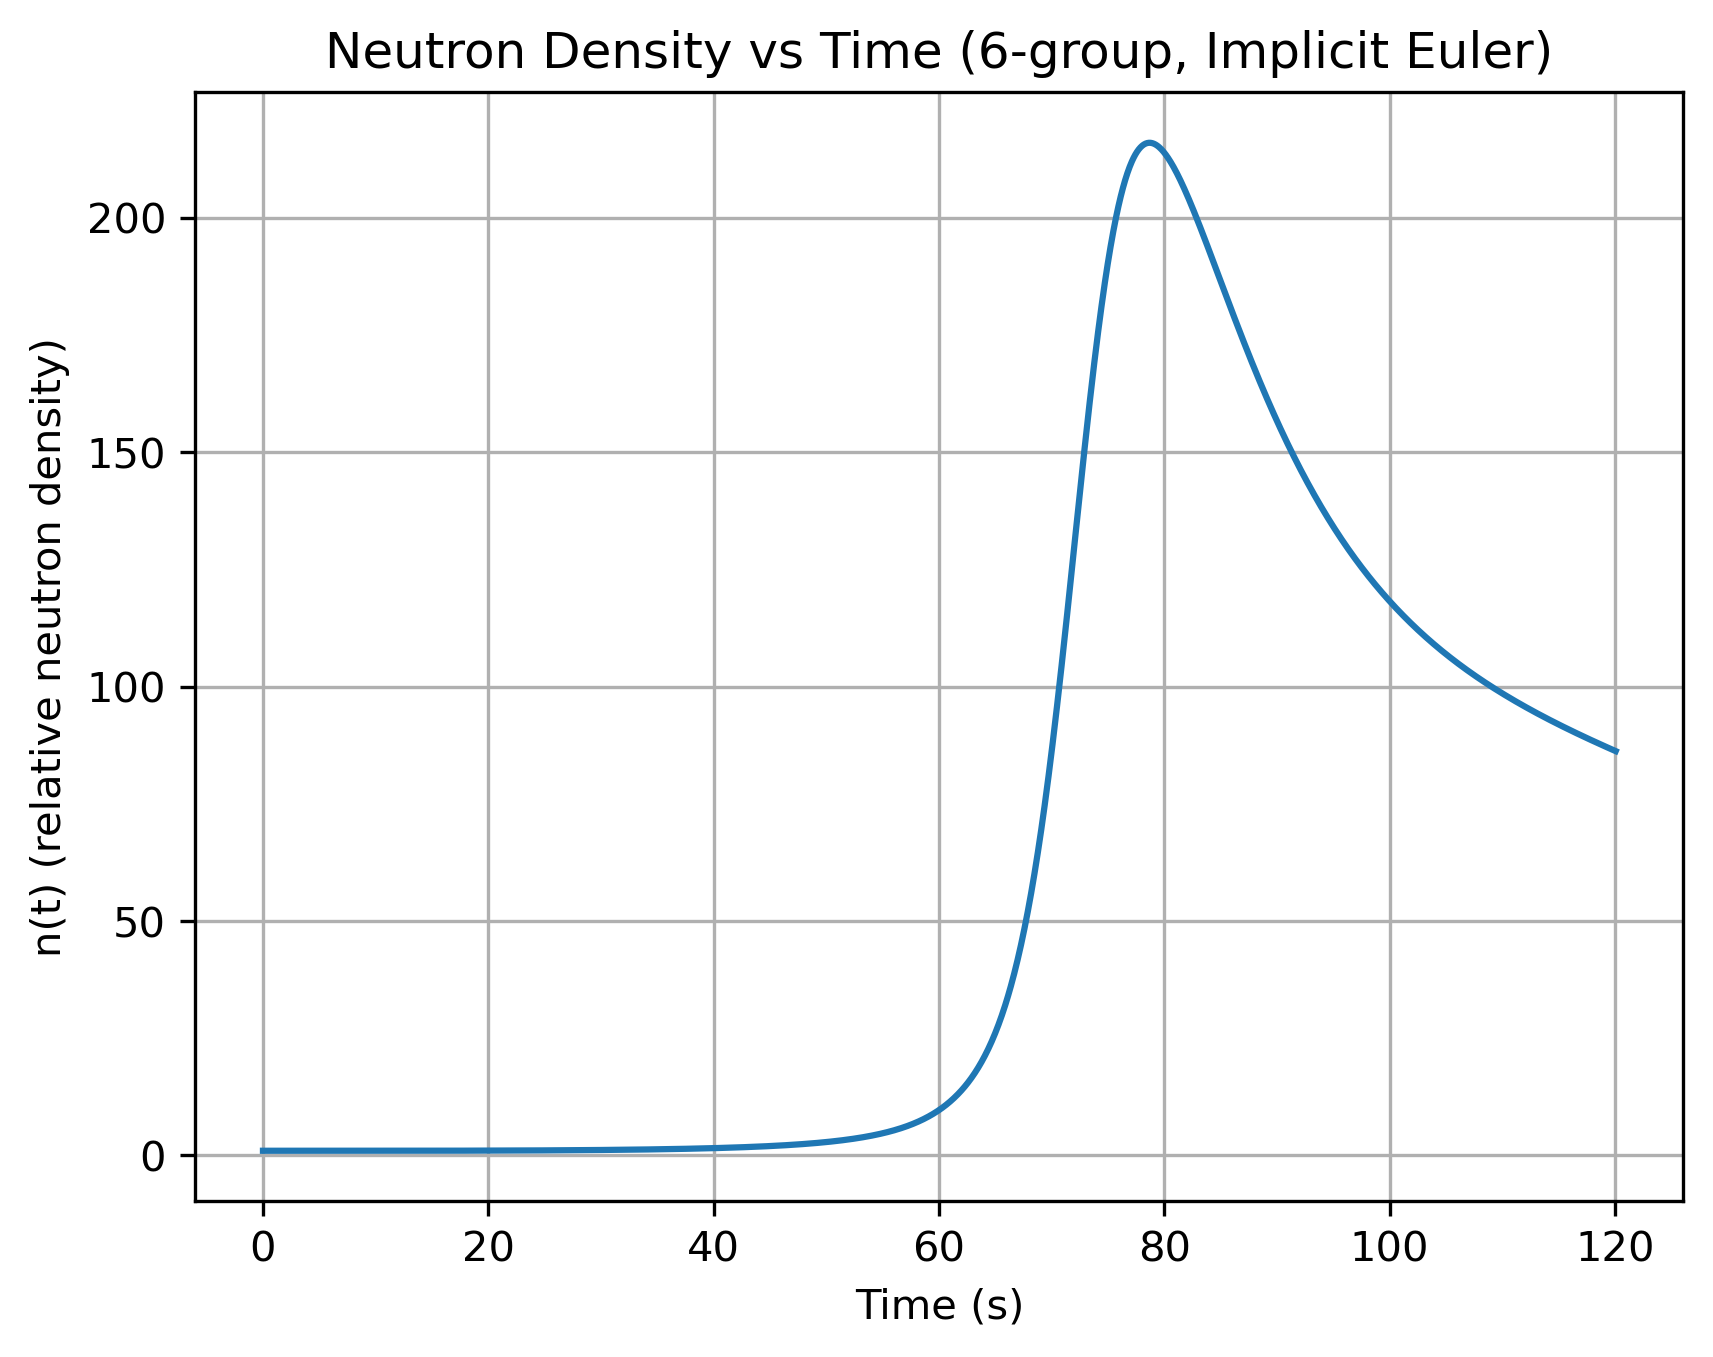 Neutron Density vs Time (6-group, Implicit Euler)
n(t) (relative neutron density)
200
150
100
50
0
0 20 40 60 80 100 120
Time (s)